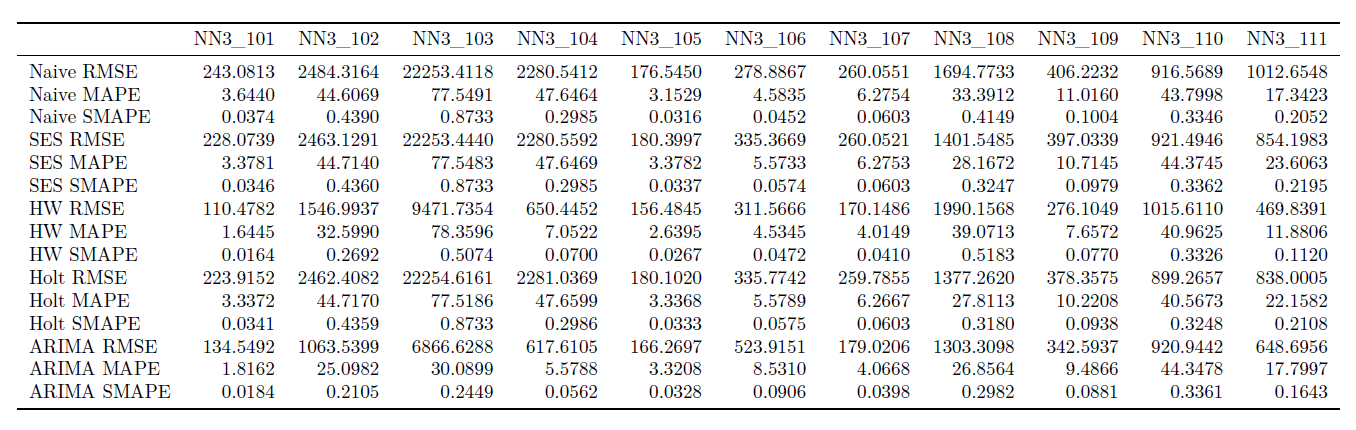 NN3_101 NN3_102 NN3_103 NN3_104 NN3_105 NN3_106 NN3_107 NN3_108 NN3_109 NN3_110 NN3_111
Naive RMSE 243.0813 2484.3164 22253.4118 2280.5412 176.5450 278.8867 260.0551 1694.7733 406.2232 916.5689 1012.6548
Naive MAPE 3.6440 44.6069 77.5491 47.6464 3.1529 4.5835 6.2754 33.3912 11.0160 43.7998 17.3423
Naive SMAPE 0.0374 0.4390 0.8733 0.2985 0.0316 0.0452 0.0603 0.4149 0.1004 0.3346 0.2052
SES RMSE 228.0739 2463.1291 22253.4440 2280.5592 180.3997 335.3669 260.0521 1401.5485 397.0339 921.4946 854.1983
SES MAPE 3.3781 44.7140 77.5483 47.6469 3.3782 5.5733 6.2753 28.1672 10.7145 44.3745 23.6063
SES SMAPE 0.0346 0.4360 0.8733 0.2985 0.0337 0.0574 0.0603 0.3247 0.0979 0.3362 0.2195
HW RMSE 110.4782 1546.9937 9471.7354 650.4452 156.4845 311.5666 170.1486 1990.1568 276.1049 1015.6110 469.8391
HW MAPE 1.6445 32.5990 78.3596 7.0522 2.6395 4.5345 4.0149 39.0713 7.6572 40.9625 11.8806
HW SMAPE 0.0164 0.2692 0.5074 0.0700 0.0267 0.0472 0.0410 0.5183 0.0770 0.3326 0.1120
Holt RMSE 223.9152 2462.4082 22254.6161 2281.0369 180.1020 335.7742 259.7855 1377.2620 378.3575 899.2657 838.0005
Holt MAPE 3.3372 44.7170 77.5186 47.6599 3.3368 5.5789 6.2667 27.8113 10.2208 40.5673 22.1582
Holt SMAPE 0.0341 0.4359 0.8733 0.2986 0.0333 0.0575 0.0603 0.3180 0.0938 0.3248 0.2108
ARIMA RMSE 134.5492 1063.5399 6866.6288 617.6105 166.2697 523.9151 179.0206 1303.3098 342.5937 920.9442 648.6956
ARIMA MAPE 1.8162 25.0982 30.0899 5.5788 3.3208 8.5310 4.0668 26.8564 9.4866 44.3478 17.7997
ARIMA SMAPE 0.0184 0.2105 0.2449 0.0562 0.0328 0.0906 0.0398 0.2982 0.0881 0.3361 0.1643